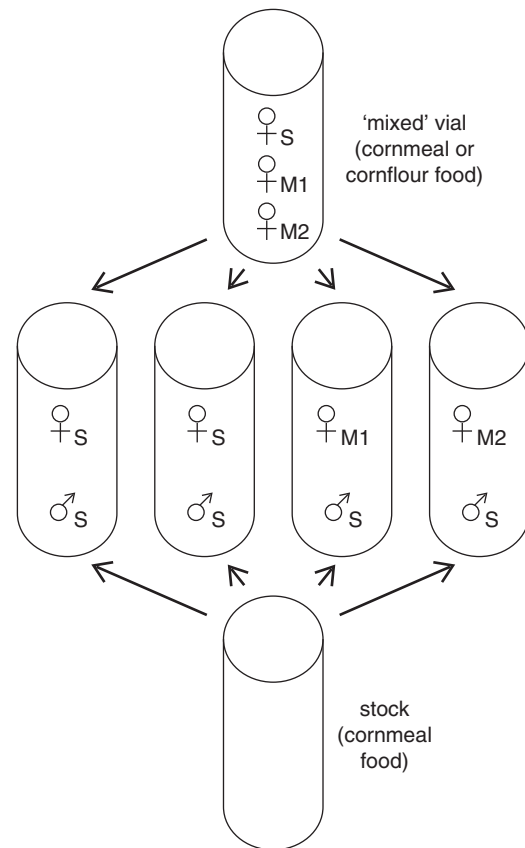 ♀S
♀M1
♀M2
'mixed' vial
(cornmeal or
cornflour food)
♀S ♀S ♀M1 ♀M2
♂S ♂S ♂S ♂S
stock
(cornmeal
food)